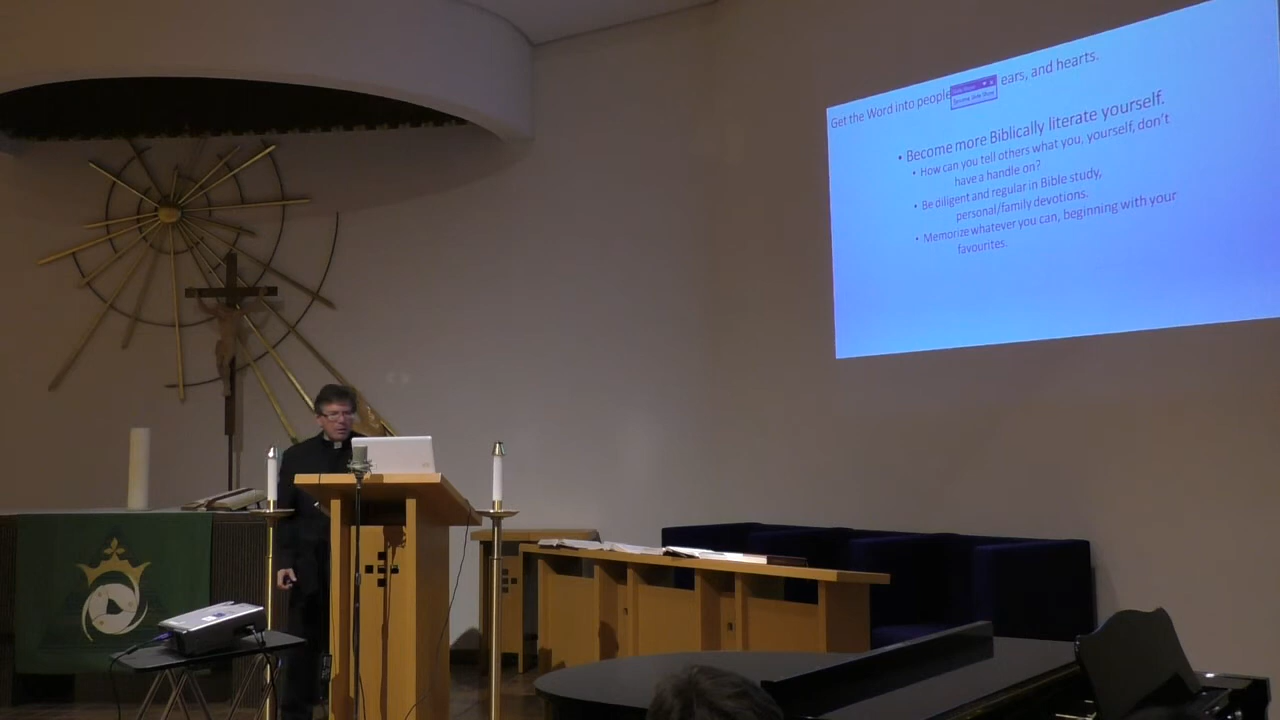 Get the Word into people ears, and hearts.
• Become more Biblically literate yourself.
• How can you tell others what you, yourself, don't
have a handle on?
• Be diligent and regular in Bible study,
personal/family devotions.
• Memorize whatever you can, beginning with your
favourites.